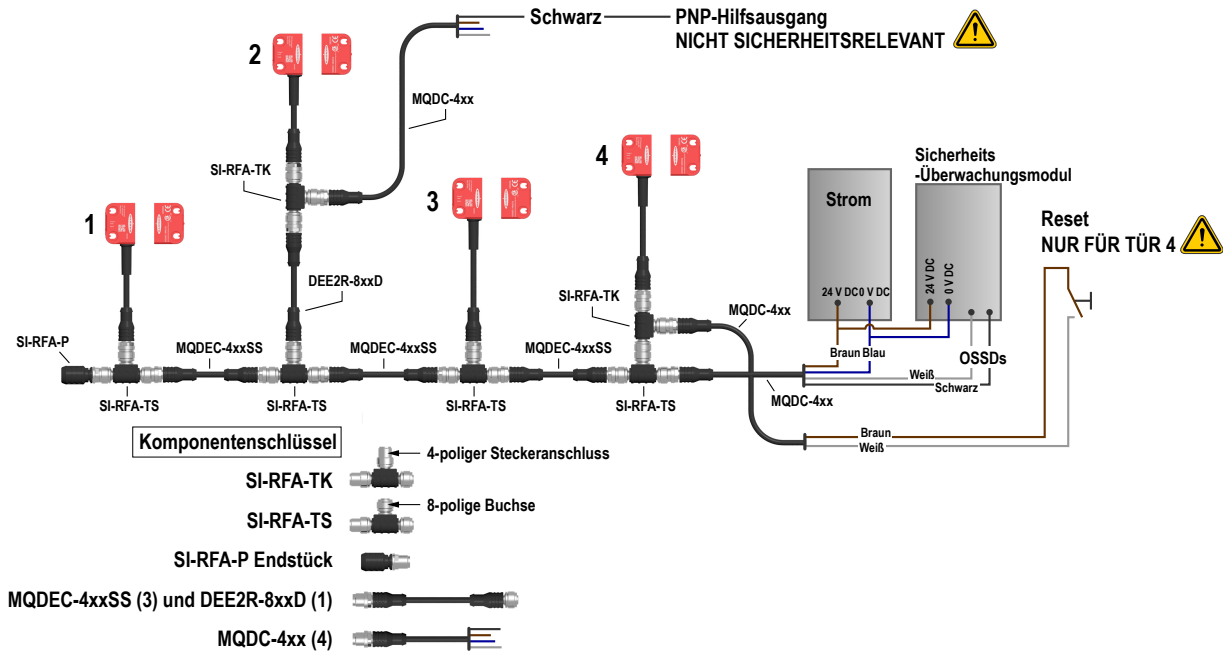 Schwarz
PNP-Hilfsausgang
NICHT SICHERHEITSRELEVANT
2
MQDC-4xx
SI-RFA-TK
4
3
1
Strom
Sicherheits
-Überwachungsmodul
Reset
NUR FÜR TÜR 4
24 V DC
0 V DC
24 V DC
0 V DC
DEE2R-8xxD
SI-RFA-TK
MQDC-4xx
SI-RFA-P
MQDEC-4xxSS
MQDEC-4xxSS
MQDEC-4xxSS
Braun
Blau
OSSDs
Weiß
Schwarz
MQDC-4xx
SI-RFA-TS
SI-RFA-TS
SI-RFA-TS
SI-RFA-TS
Braun
Weiß
Komponentenschlüssel
4-poliger Steckeranschluss
SI-RFA-TK
8-polige Buchse
SI-RFA-TS
SI-RFA-P Endstück
MQDEC-4xxSS (3) und DEE2R-8xxD (1)
MQDC-4xx (4)